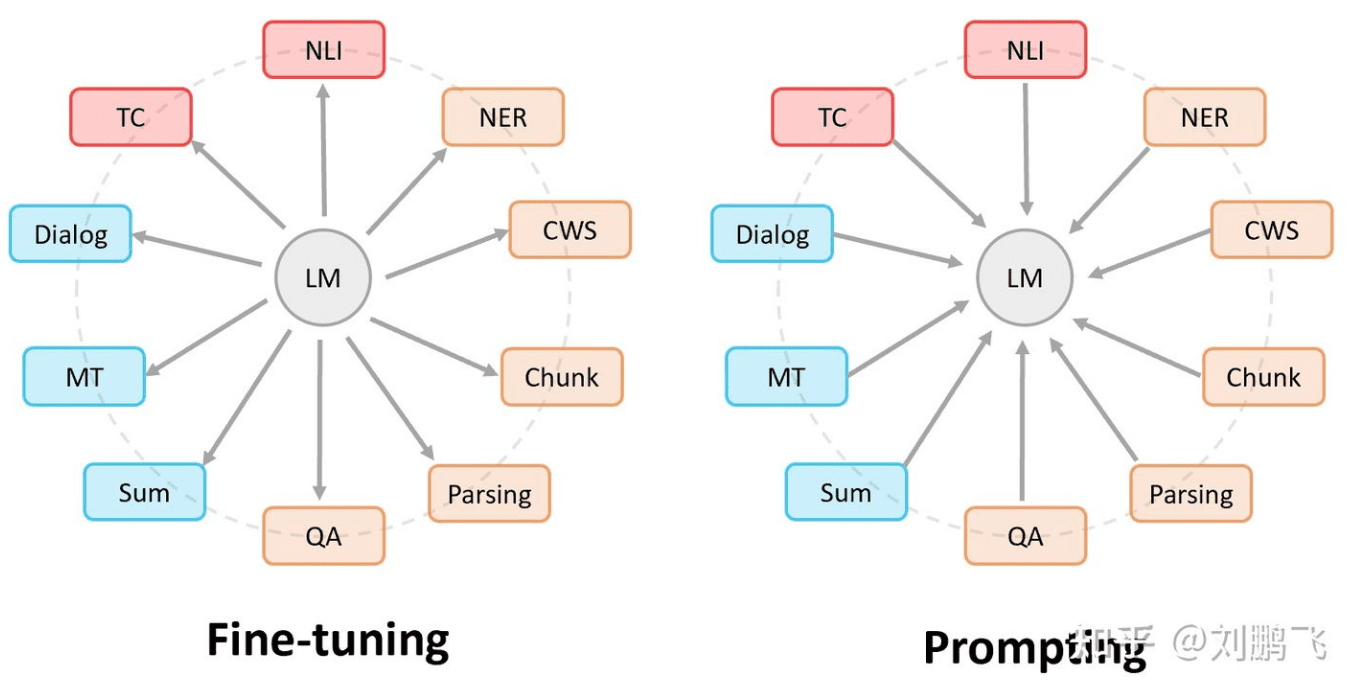 NLI
TC
NER
Dialog
CWS
LM
MT
Chunk
Sum
Parsing
QA
Fine-tuning
NLI
TC
NER
Dialog
CWS
LM
MT
Chunk
Sum
Parsing
QA
Prompting
知乎 @刘鹏飞